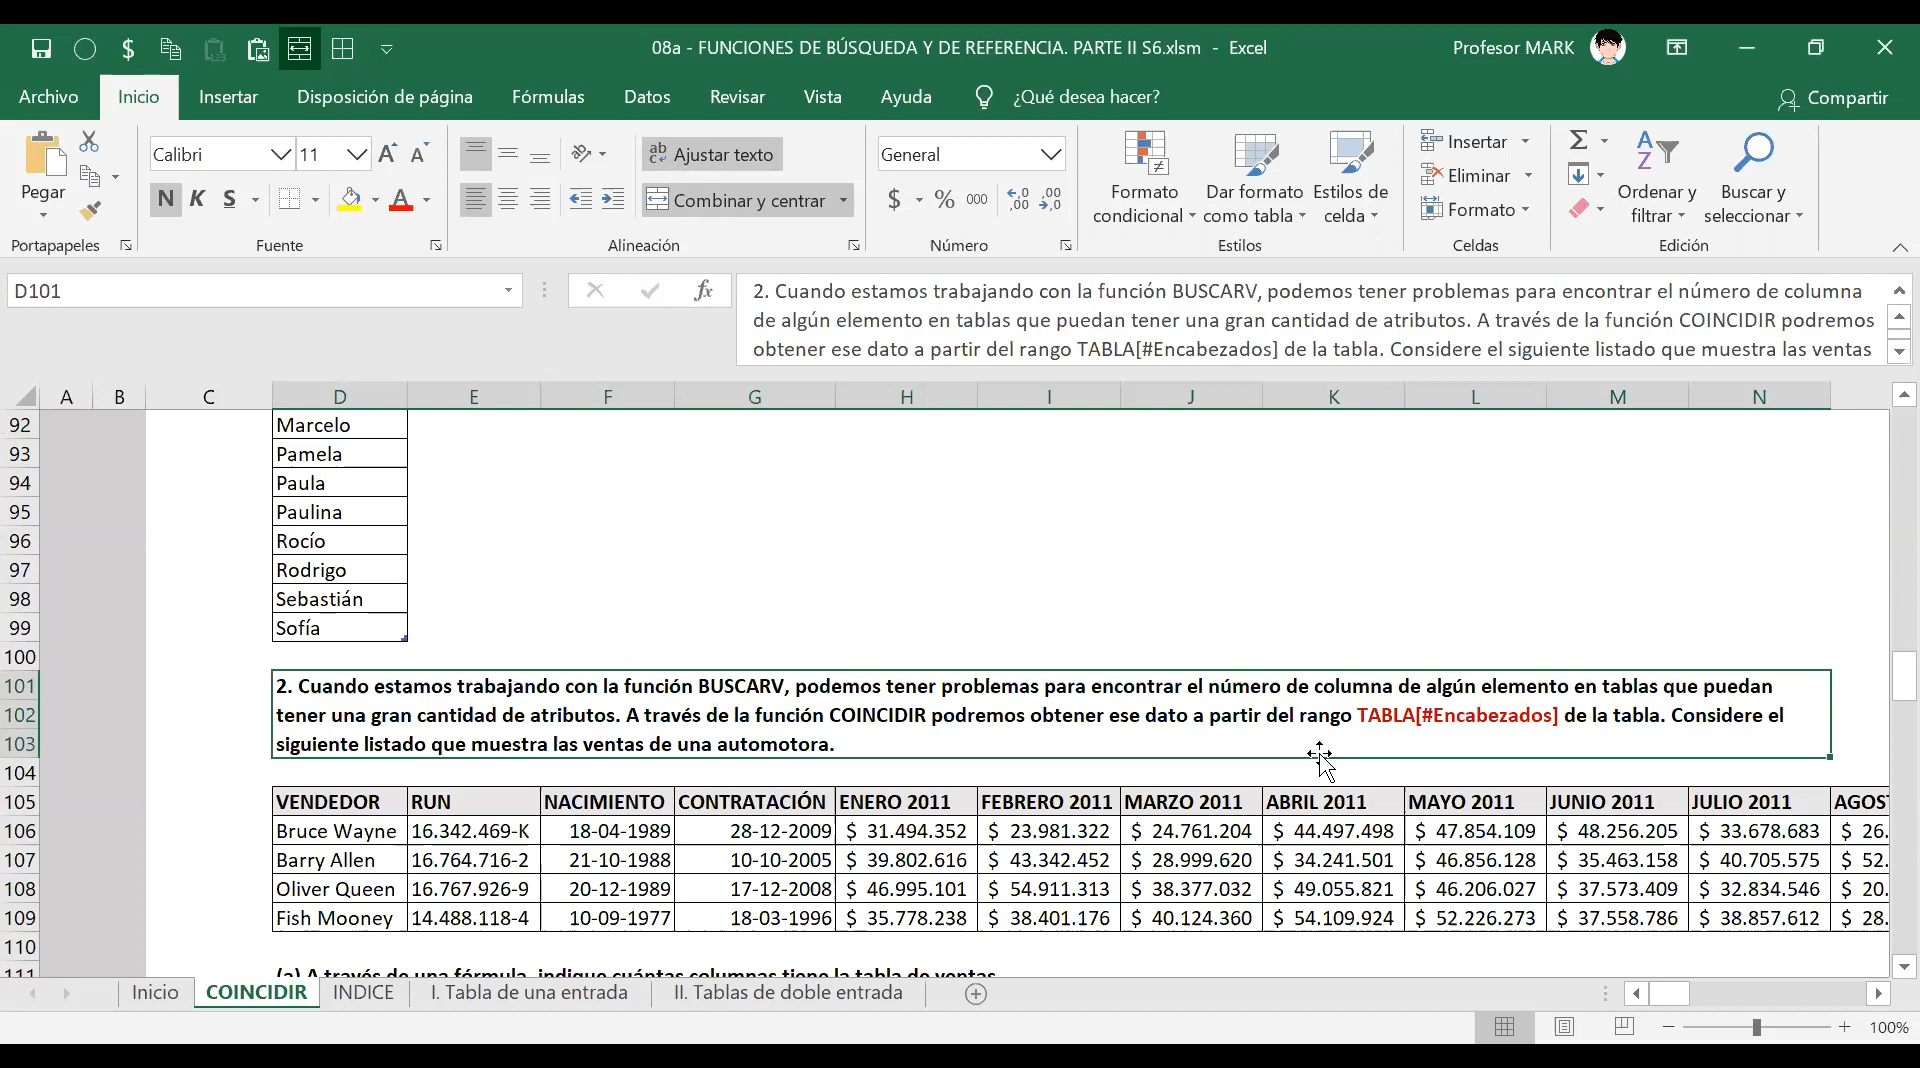 08a - FUNCIONES DE BÚSQUEDA Y DE REFERENCIA. PARTE II S6.xlsm - Excel
Profesor MARK
Archivo Inicio Insertar Disposición de página Fórmulas Datos Revisar Vista Ayuda ¿Qué desea hacer? Compartir
Pegar
Calibri 11
N K S
Ajustar texto
Combinar y centrar
General
$ % 000
Formato condicional
Dar formato como tabla
Estilos de celda
Insertar
Eliminar
Formato
Ordenar y filtrar
Buscar y seleccionar
Portapapeles Fuente Alineación Número Estilos Celdas Edición
D101
fx
2. Cuando estamos trabajando con la función BUSCARV, podemos tener problemas para encontrar el número de columna
de algún elemento en tablas que puedan tener una gran cantidad de atributos. A través de la función COINCIDIR podremos
obtener ese dato a partir del rango TABLA[#Encabezados] de la tabla. Considere el siguiente listado que muestra las ventas
A B C D E F G H I J K L M N
92 Marcelo
93 Pamela
94 Paula
95 Paulina
96 Rocío
97 Rodrigo
98 Sebastián
99 Sofía
100
101 2. Cuando estamos trabajando con la función BUSCARV, podemos tener problemas para encontrar el número de columna de algún elemento en tablas que puedan
102 tener una gran cantidad de atributos. A través de la función COINCIDIR podremos obtener ese dato a partir del rango TABLA[#Encabezados] de la tabla. Considere el
103 siguiente listado que muestra las ventas de una automotora.
104
105 VENDEDOR RUN NACIMIENTO CONTRATACIÓN ENERO 2011 FEBRERO 2011 MARZO 2011 ABRIL 2011 MAYO 2011 JUNIO 2011 JULIO 2011 AGOS
106 Bruce Wayne 16.342.469-K 18-04-1989 28-12-2009 $ 31.494.352 $ 23.981.322 $ 24.761.204 $ 44.497.498 $ 47.854.109 $ 48.256.205 $ 33.678.683 $ 26.
107 Barry Allen 16.764.716-2 21-10-1988 10-10-2005 $ 39.802.616 $ 43.342.452 $ 28.999.620 $ 34.241.501 $ 46.856.128 $ 35.463.158 $ 40.705.575 $ 52.
108 Oliver Queen 16.767.926-9 20-12-1989 17-12-2008 $ 46.995.101 $ 54.911.313 $ 38.377.032 $ 49.055.821 $ 46.206.027 $ 37.573.409 $ 32.834.546 $ 20.
109 Fish Mooney 14.488.118-4 10-09-1977 18-03-1996 $ 35.778.238 $ 38.401.176 $ 40.124.360 $ 54.109.924 $ 52.226.273 $ 37.558.786 $ 38.857.612 $ 28.
110
111 (a) A través de una fórmula, indique cuántas columnas tiene la tabla de ventas
Inicio COINCIDIR INDICE I. Tabla de una entrada II. Tablas de doble entrada
100%